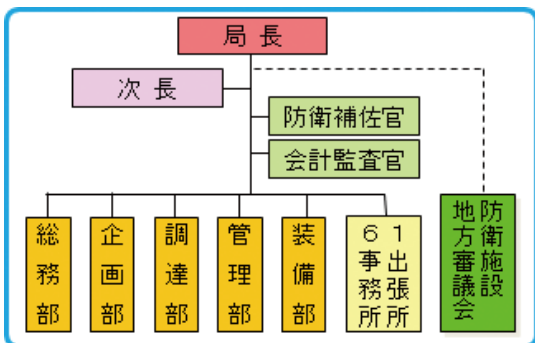 局長
次長
防衛補佐官
会計監査官
総務部
企画部
調達部
管理部
装備部
1出張所
6事務所
防衛施設
地方審議会